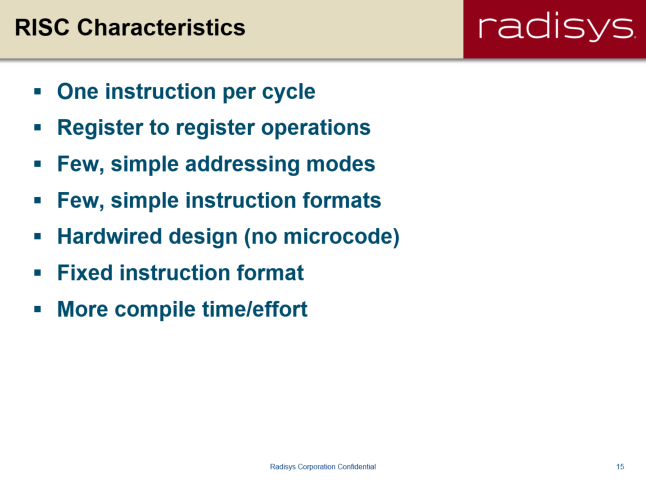 RISC Characteristics
radisys.
▪ One instruction per cycle
▪ Register to register operations
▪ Few, simple addressing modes
▪ Few, simple instruction formats
▪ Hardwired design (no microcode)
▪ Fixed instruction format
▪ More compile time/effort
Radisys Corporation Confidential
15